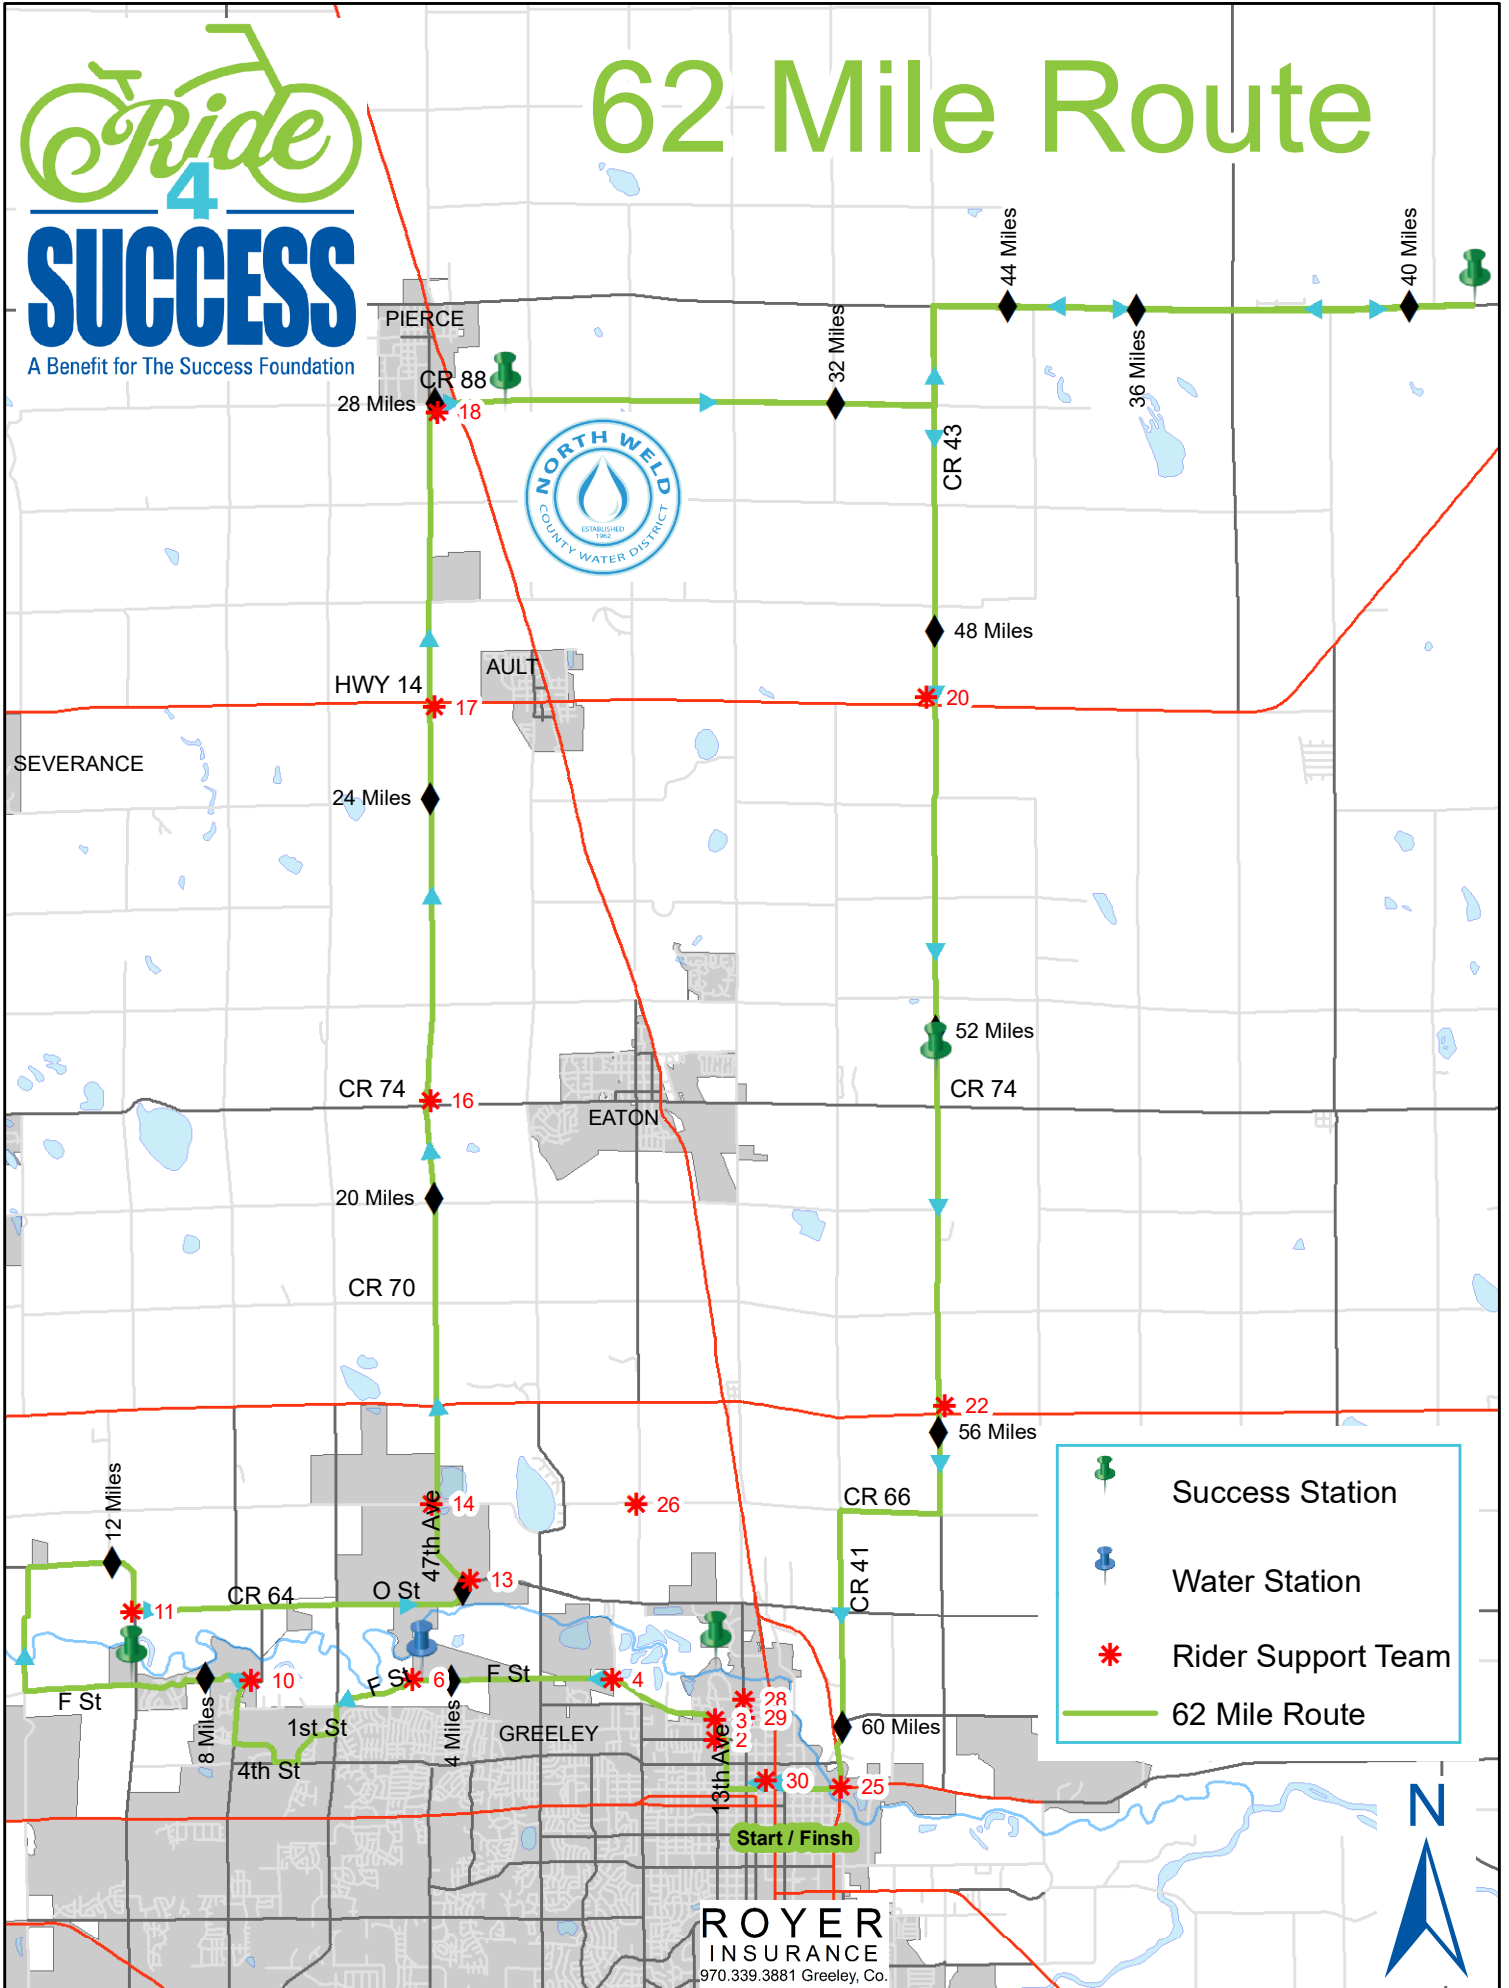 62 Mile Route
Ride
4
SUCCESS
A Benefit for The Success Foundation
44 Miles
40 Miles
PIERCE
32 Miles
36 Miles
CR 88
28 Miles
18
NORTH WELD
COUNTY WATER DISTRICT
ESTABLISHED
1962
CR 43
48 Miles
AULT
HWY 14
17
20
SEVERANCE
24 Miles
52 Miles
CR 74
16
CR 74
EATON
20 Miles
CR 70
22
56 Miles
12 Miles
14
26
CR 66
47th Ave
13
CR 41
CR 64
O St
11
10
F St
6
F St
4
F St
8 Miles
1st St
4 Miles
GREELEY
3
28
29
2
60 Miles
4th St
13th Ave
30
25
Start / Finsh
Success Station
Water Station
Rider Support Team
62 Mile Route
N
ROYER
INSURANCE
970.339.3881 Greeley, Co.